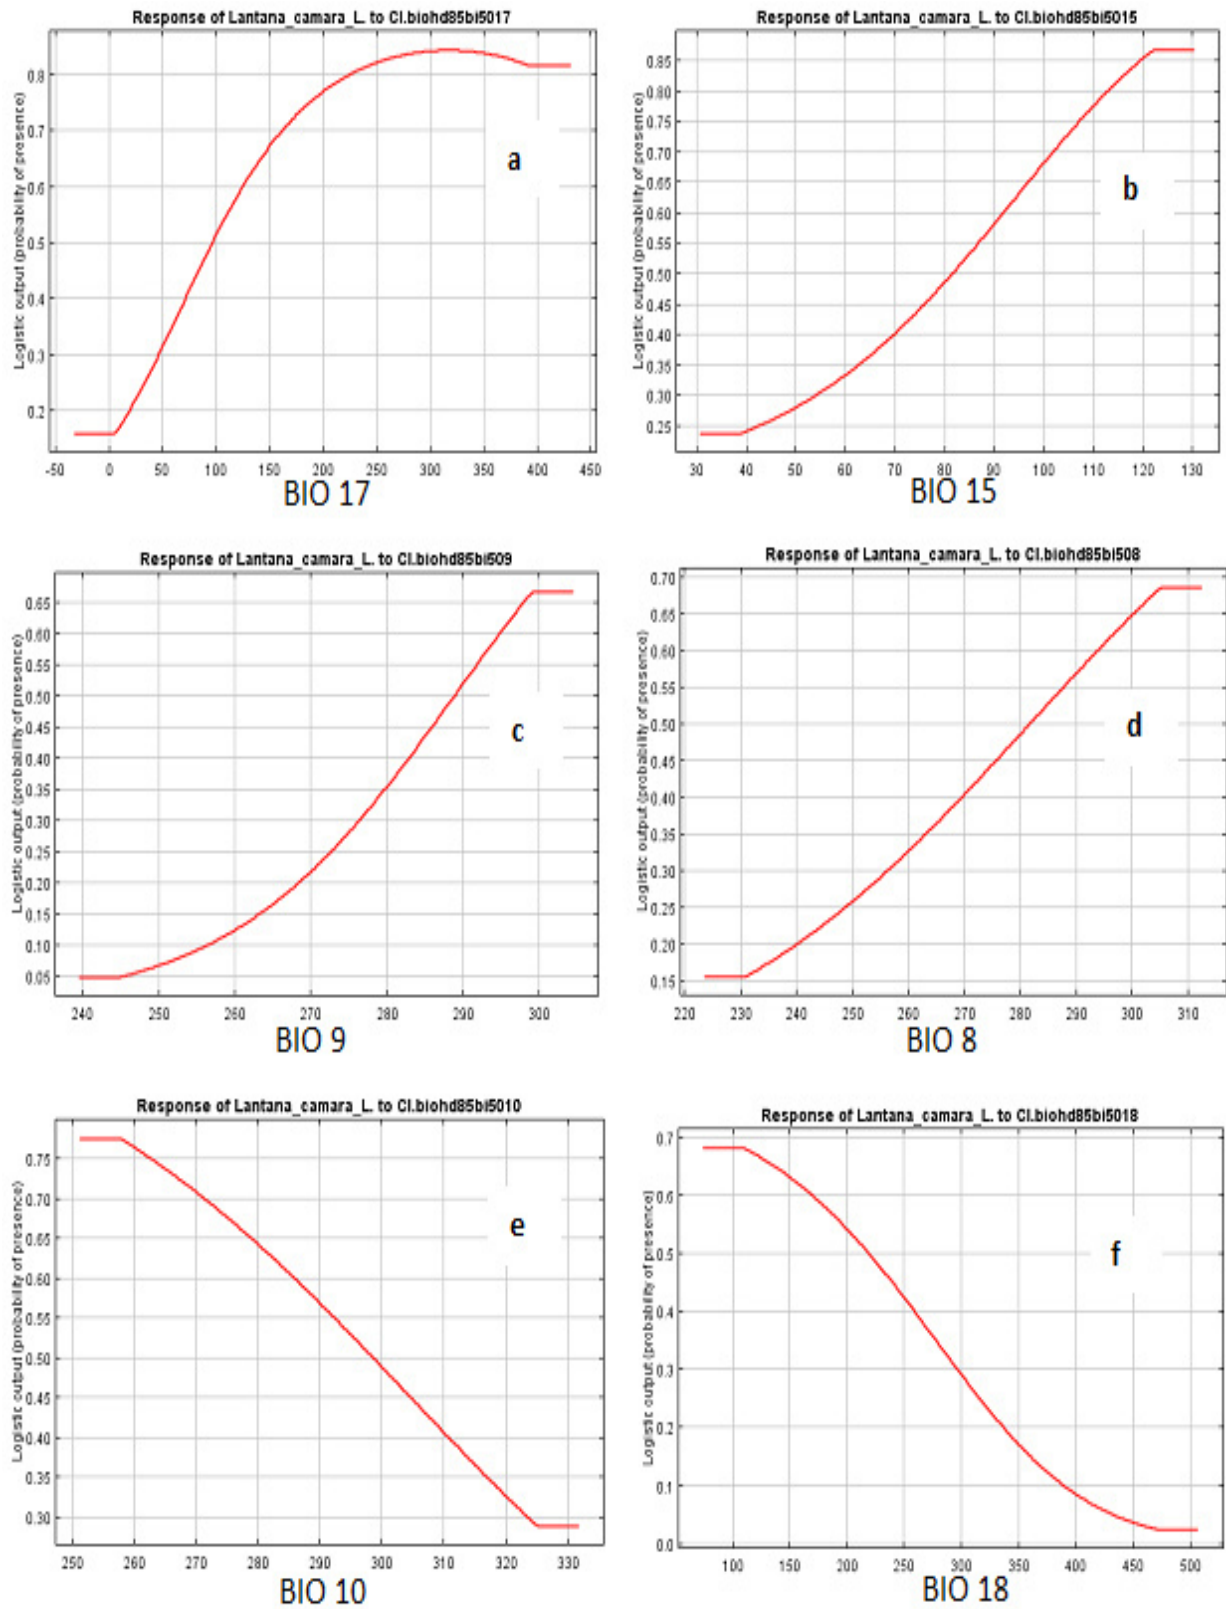 Response of Lantana_camara_L. to Cl.biohd85bi5017
Logistic output (probability of presence)
0.8
0.7
0.6
0.5
0.4
0.3
0.2
a
-50 0 50 100 150 200 250 300 350 400 450
BIO 17
Response of Lantana_camara_L. to Cl.biohd85bi5015
Logistic output (probability of presence)
0.85
0.80
0.75
0.70
0.65
0.60
0.55
0.50
0.45
0.40
0.35
0.30
0.25
b
30 40 50 60 70 80 90 100 110 120 130
BIO 15
Response of Lantana_camara_L. to Cl.biohd85bi509
Logistic output (probability of presence)
0.65
0.60
0.55
0.50
0.45
0.40
0.35
0.30
0.25
0.20
0.15
0.10
0.05
c
240 250 260 270 280 290 300
BIO 9
Response of Lantana_camara_L. to Cl.biohd85bi508
Logistic output (probability of presence)
0.70
0.65
0.60
0.55
0.50
0.45
0.40
0.35
0.30
0.25
0.20
0.15
d
220 230 240 250 260 270 280 290 300 310
BIO 8
Response of Lantana_camara_L. to Cl.biohd85bi5010
Logistic output (probability of presence)
0.75
0.70
0.65
0.60
0.55
0.50
0.45
0.40
0.35
0.30
e
250 260 270 280 290 300 310 320 330
BIO 10
Response of Lantana_camara_L. to Cl.biohd85bi5018
Logistic output (probability of presence)
0.7
0.6
0.5
0.4
0.3
0.2
0.1
0.0
f
100 150 200 250 300 350 400 450 500
BIO 18